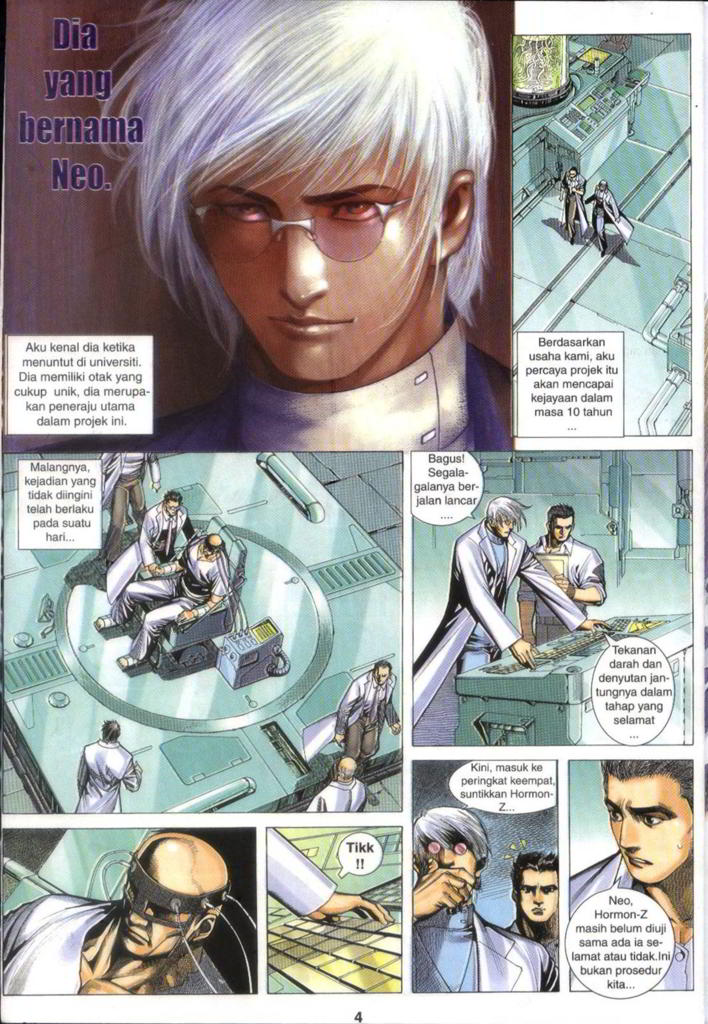 Dia
yang
bernama
Neo.
Aku kenal dia ketika
menuntut di universiti.
Dia memiliki otak yang
cukup unik, dia merupa-
kan peneraju utama
dalam projek ini.
Berdasarkan
usaha kami, aku
percaya projek itu
akan mencapai
kejayaan dalam
masa 10 tahun
...
Malangnya,
kejadian yang
tidak diingini
telah berlaku
pada suatu
hari...
Bagus!
Segala-
galanya ber-
jalan lancar
....
Tekanan
darah dan
denyutan jan-
tungnya dalam
tahap yang
selamat
...
Tikk
!!
Kini, masuk ke
peringkat keempat,
suntikkan Hormon-
Z...
Neo,
Hormon-Z
masih belum diuji
sama ada ia se-
lamat atau tidak.Ini
bukan prosedur
kita...
4